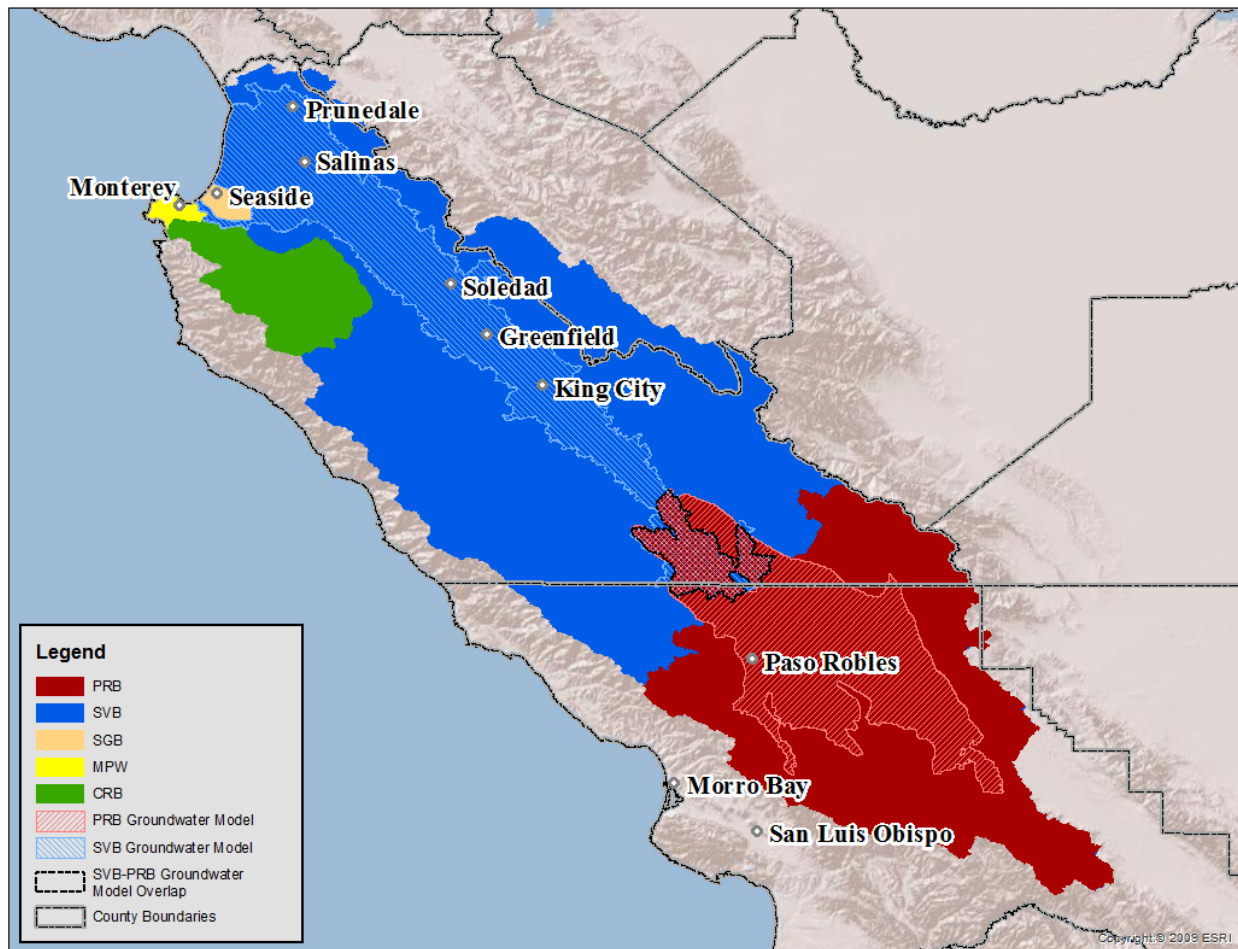 Prunedale
Salinas
Monterey
Seaside
Soledad
Greenfield
King City
Paso Robles
Morro Bay
San Luis Obispo
Legend
PRB
SVB
SGB
MPW
CRB
PRB Groundwater Model
SVB Groundwater Model
SVB-PRB Groundwater
Model Overlap
County Boundaries
Copyright:© 2009 ESRI